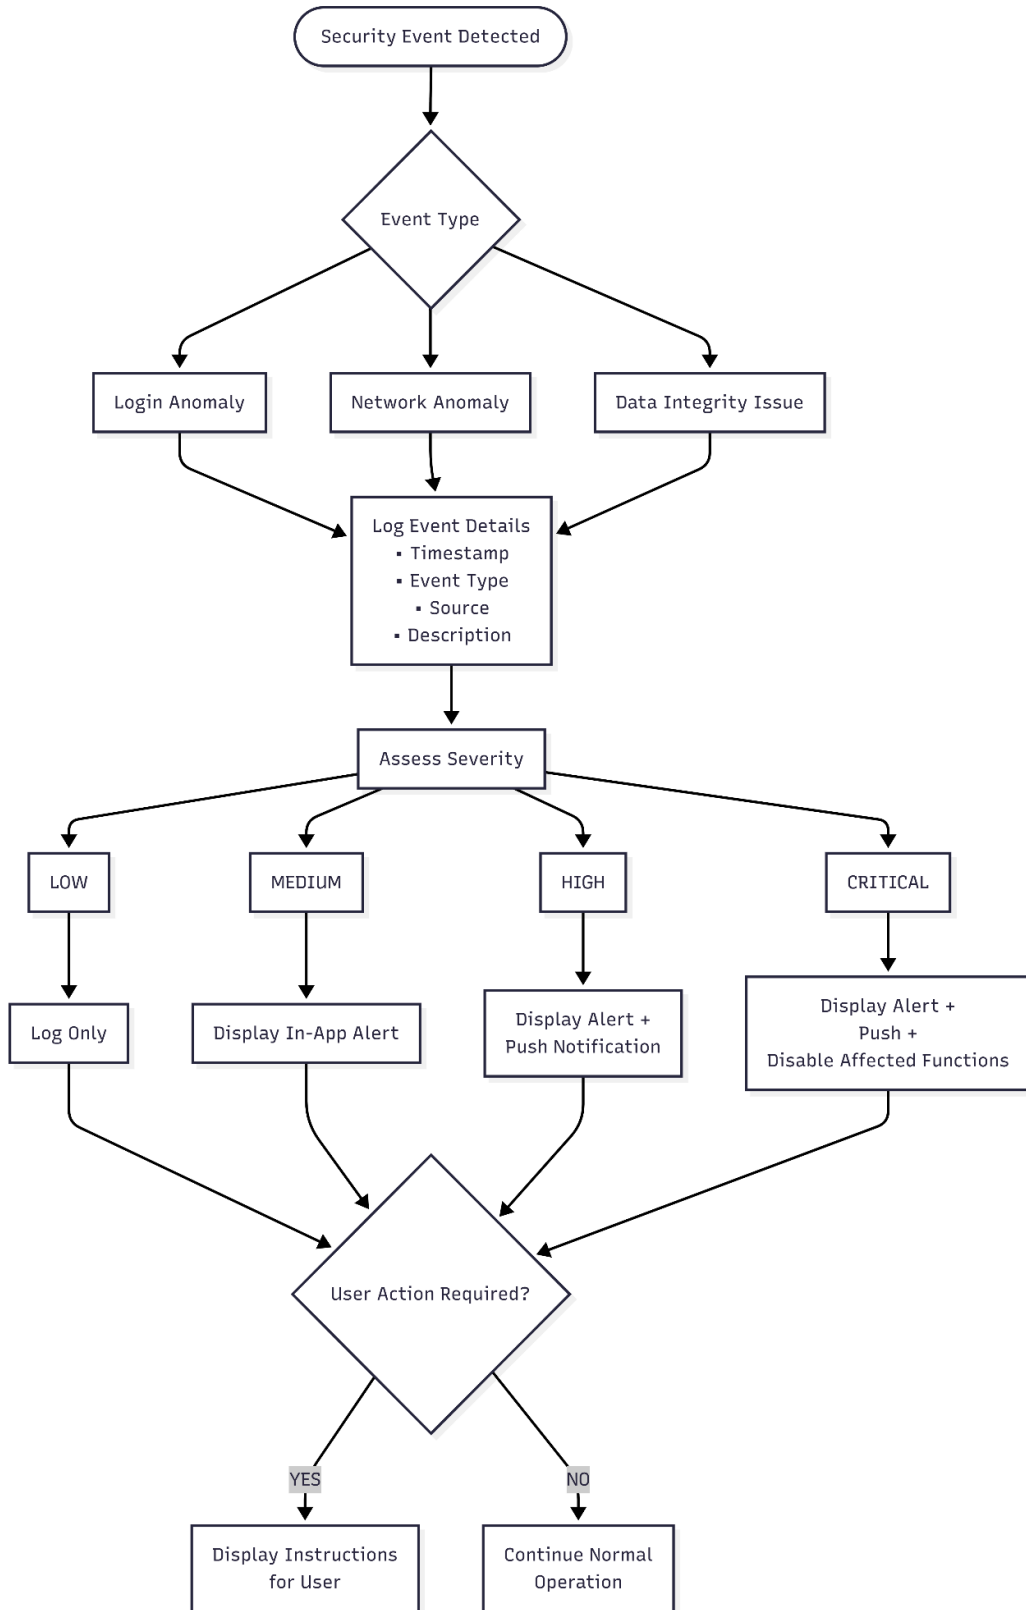 Security Event Detected
Event Type
Login Anomaly
Network Anomaly
Data Integrity Issue
Log Event Details
▪ Timestamp
▪ Event Type
▪ Source
▪ Description
Assess Severity
LOW
MEDIUM
HIGH
CRITICAL
Log Only
Display In-App Alert
Display Alert +
Push Notification
Display Alert +
Push +
Disable Affected Functions
User Action Required?
YES
NO
Display Instructions
for User
Continue Normal
Operation